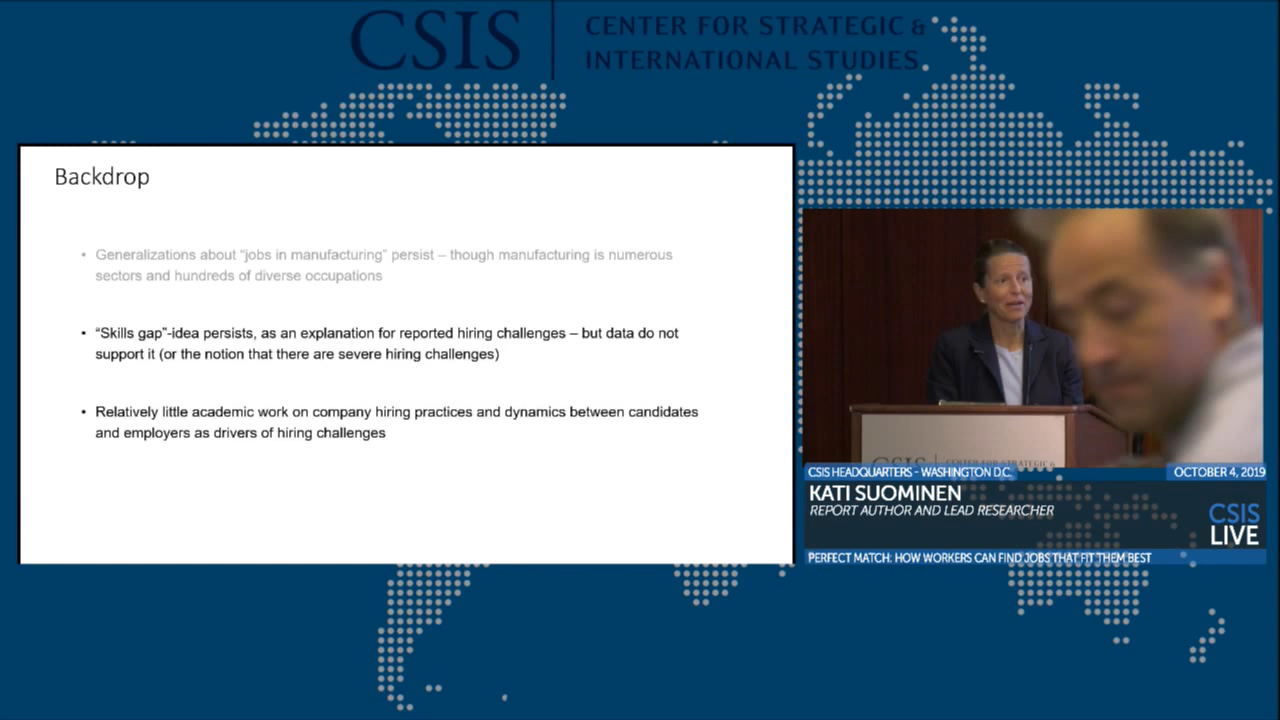 CSIS
CENTER FOR STRATEGIC &
INTERNATIONAL STUDIES
Backdrop
• Generalizations about “jobs in manufacturing” persist – though manufacturing is numerous
sectors and hundreds of diverse occupations
• “Skills gap”-idea persists, as an explanation for reported hiring challenges – but data do not
support it (or the notion that there are severe hiring challenges)
• Relatively little academic work on company hiring practices and dynamics between candidates
and employers as drivers of hiring challenges
CSIS | CENTER FOR STRATEGIC &
CSIS HEADQUARTERS - WASHINGTON D.C.
OCTOBER 4, 2019
KATI SUOMINEN
REPORT AUTHOR AND LEAD RESEARCHER
CSIS
LIVE
PERFECT MATCH: HOW WORKERS CAN FIND JOBS THAT FIT THEM BEST